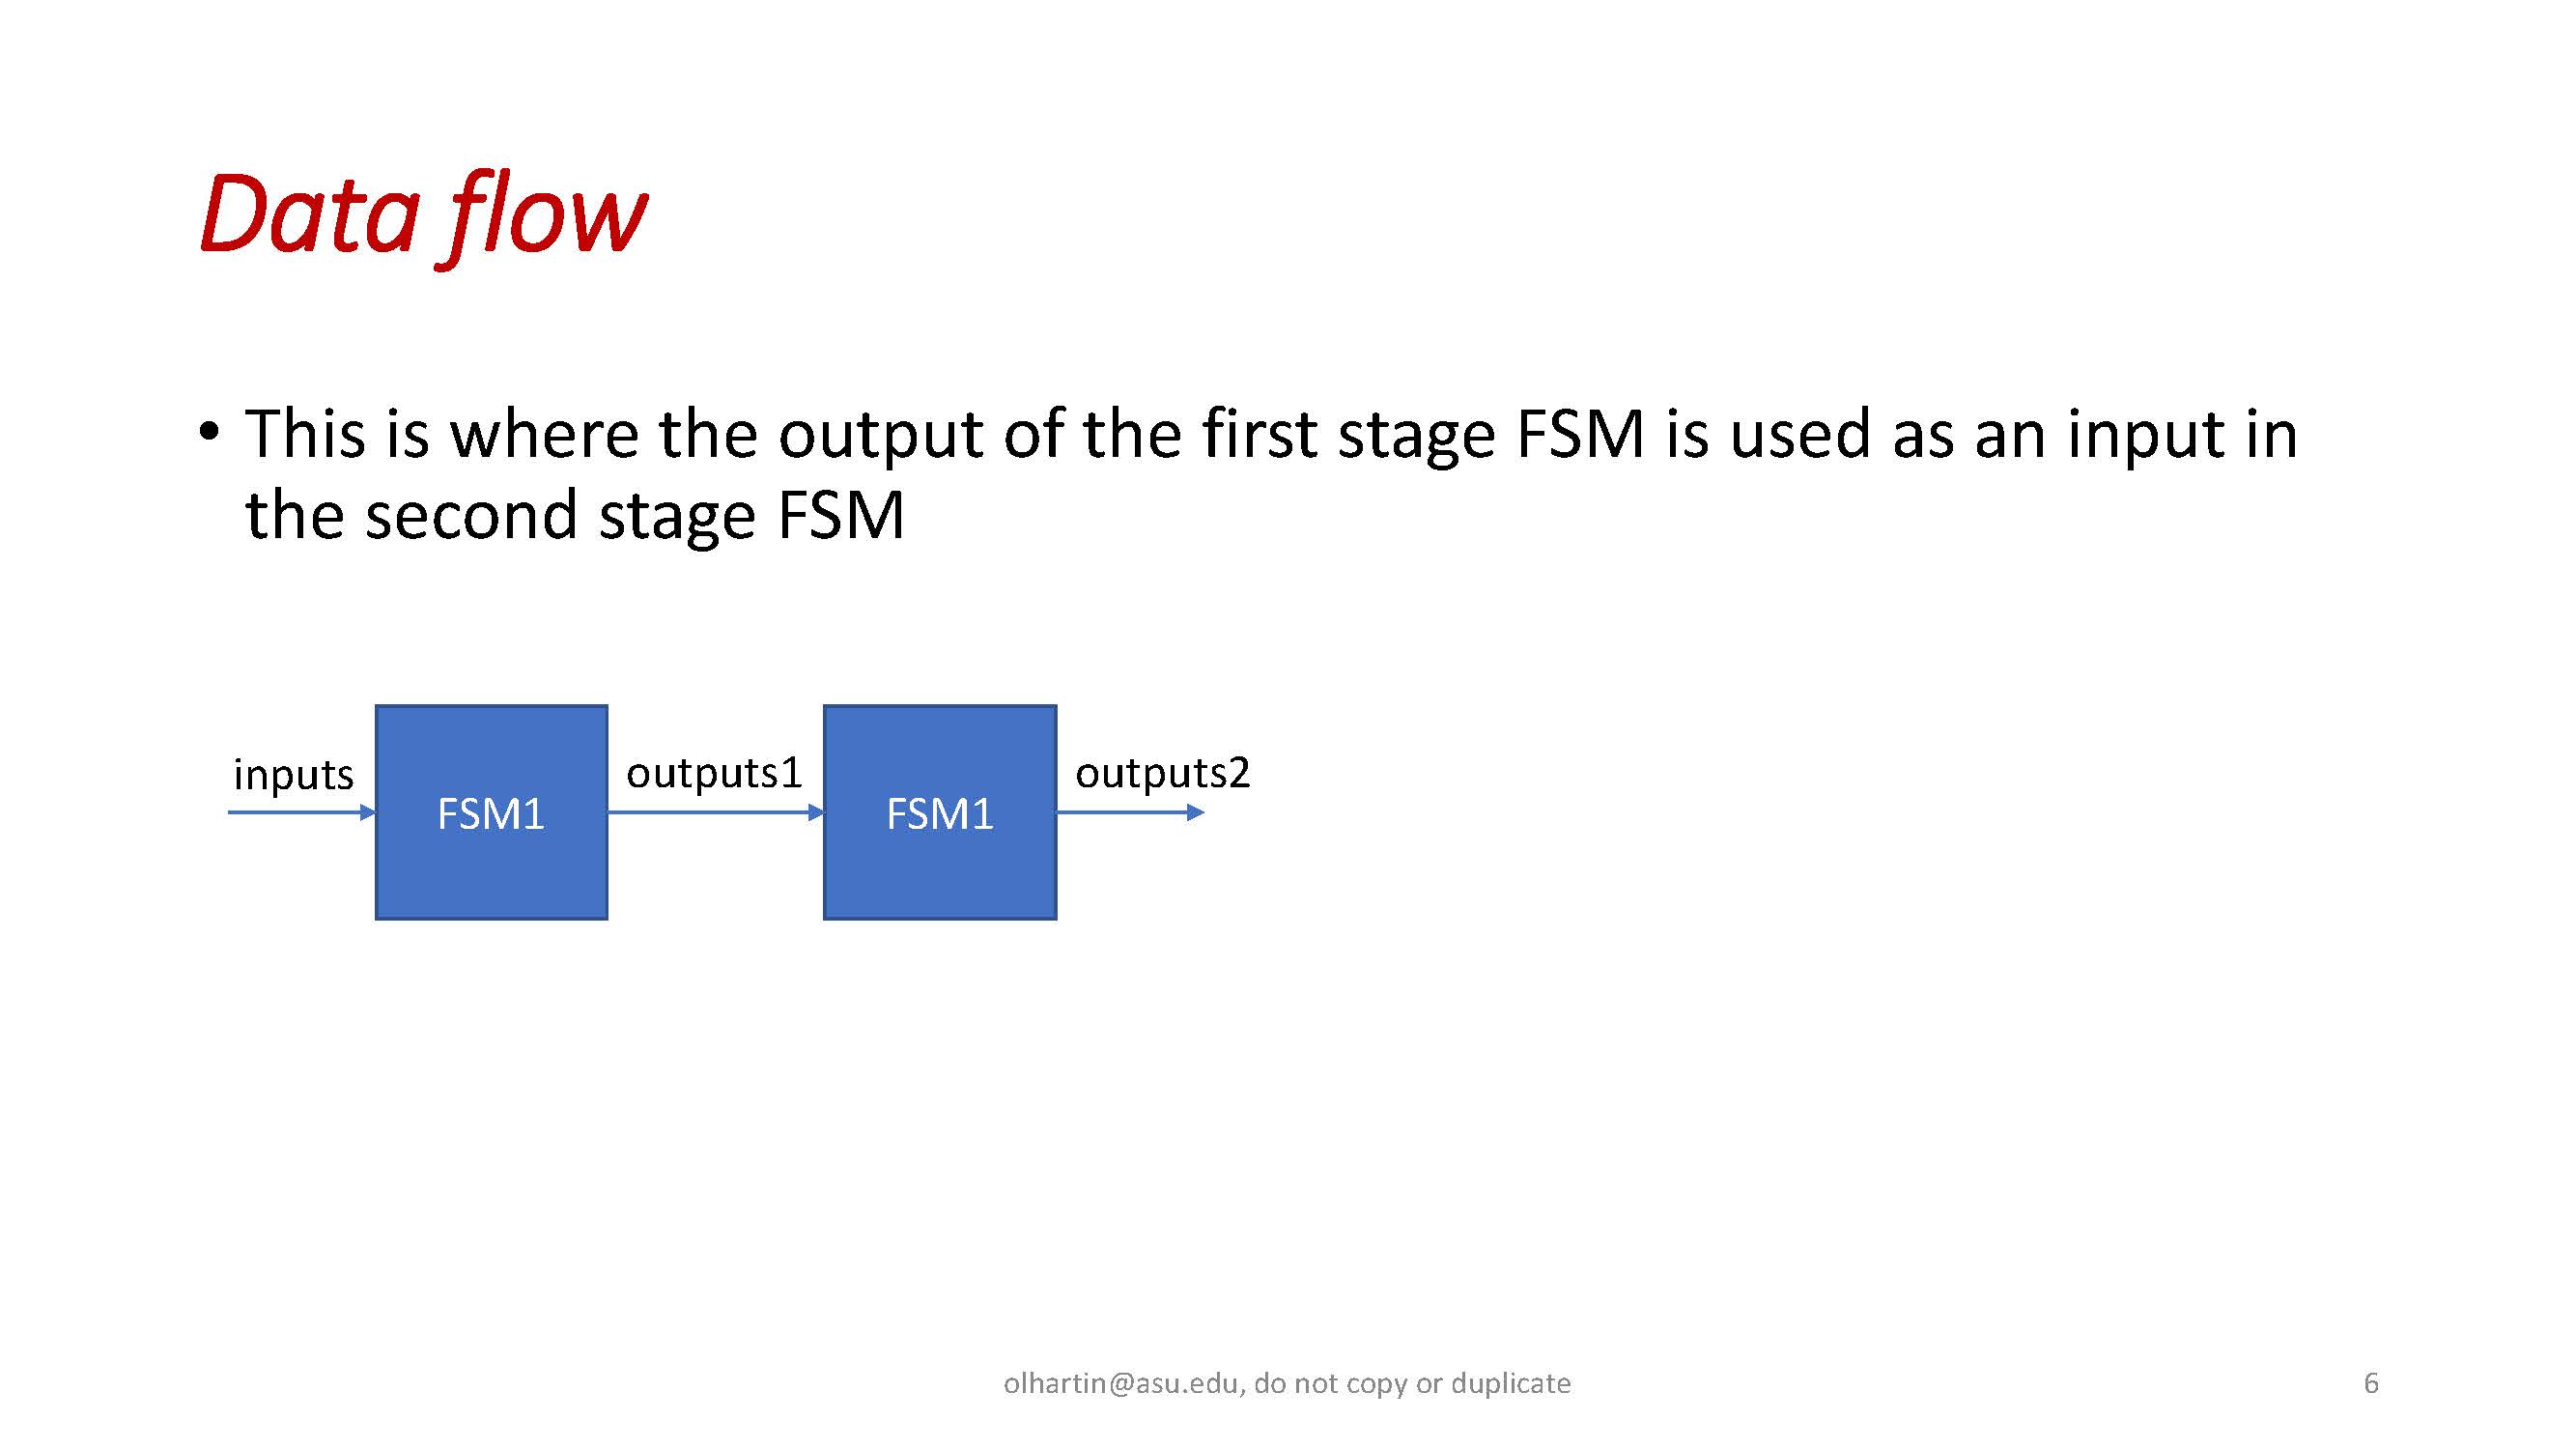 Data flow
• This is where the output of the first stage FSM is used as an input in
the second stage FSM
inputs
FSM1
outputs1
FSM1
outputs2
olhartin@asu.edu, do not copy or duplicate
6